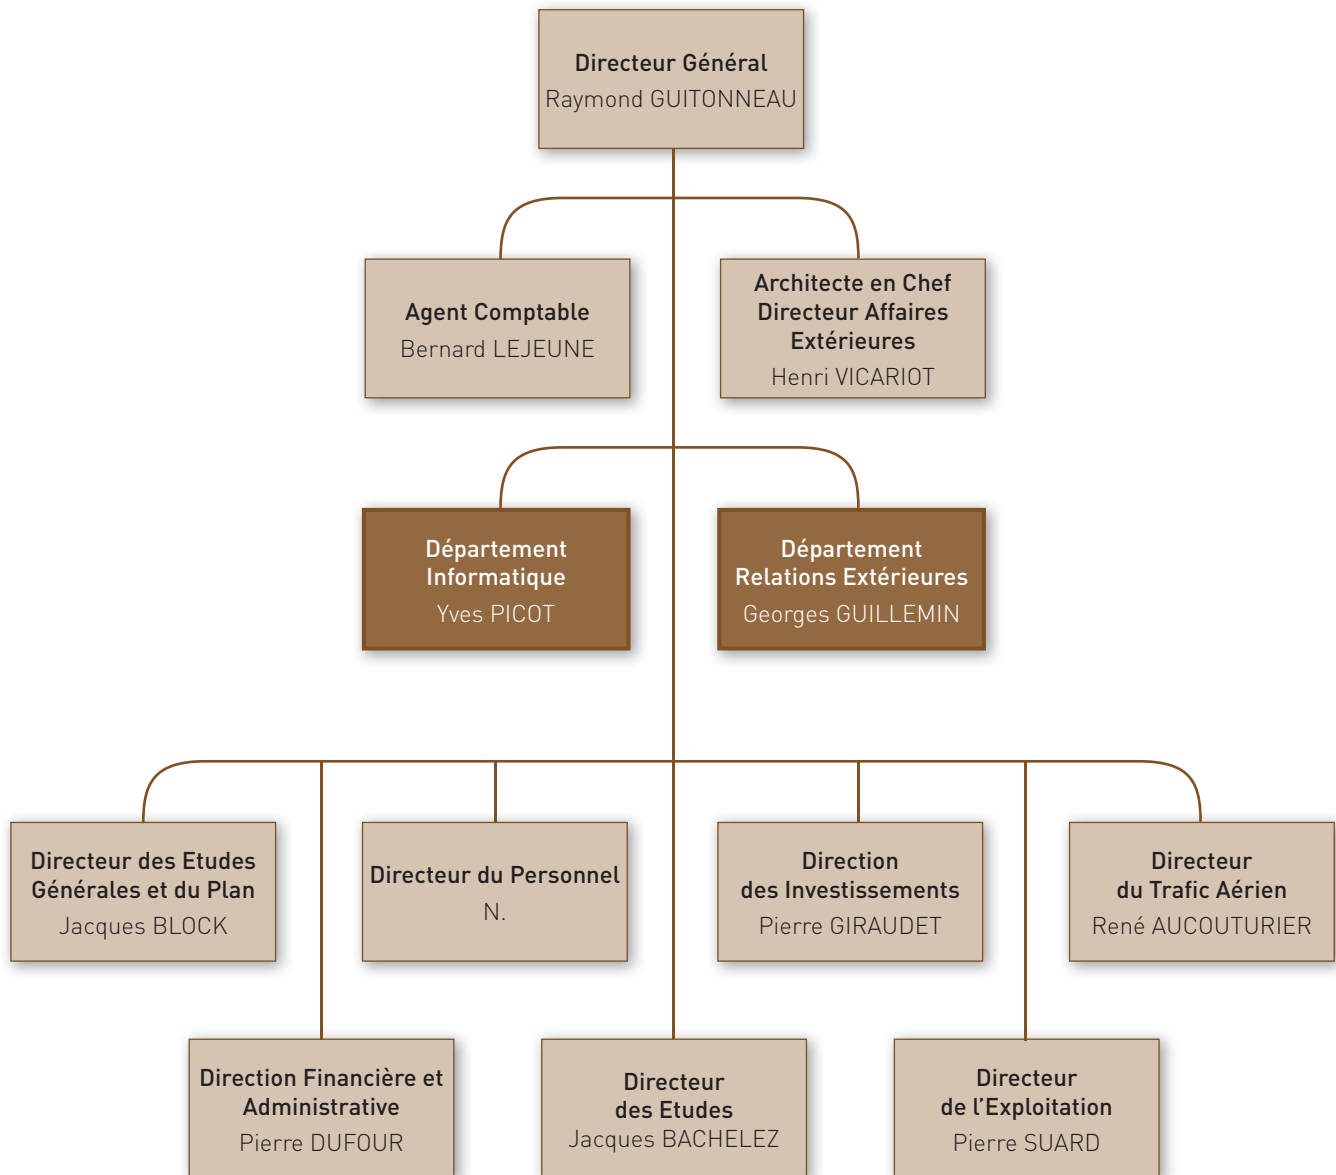 Directeur Général
Raymond GUITONNEAU
Agent Comptable
Bernard LEJEUNE
Architecte en Chef
Directeur Affaires
Extérieures
Henri VICARIOT
Département
Informatique
Yves PICOT
Département
Relations Extérieures
Georges GUILLEMIN
Directeur des Etudes
Générales et du Plan
Jacques BLOCK
Directeur du Personnel
N.
Direction
des Investissements
Pierre GIRAUDET
Directeur
du Trafic Aérien
René AUCOUTURIER
Direction Financière et
Administrative
Pierre DUFOUR
Directeur
des Etudes
Jacques BACHELEZ
Directeur
de l’Exploitation
Pierre SUARD